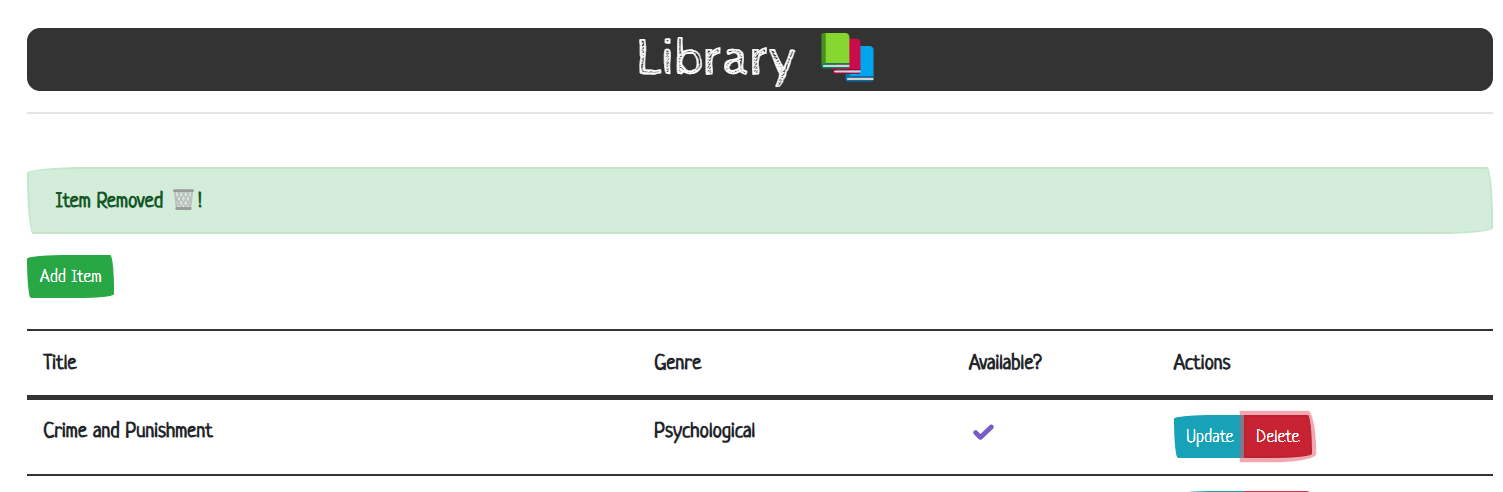 Library
Item Removed 🗑️!
Add Item
Title Genre Available? Actions
Crime and Punishment Psychological Update Delete